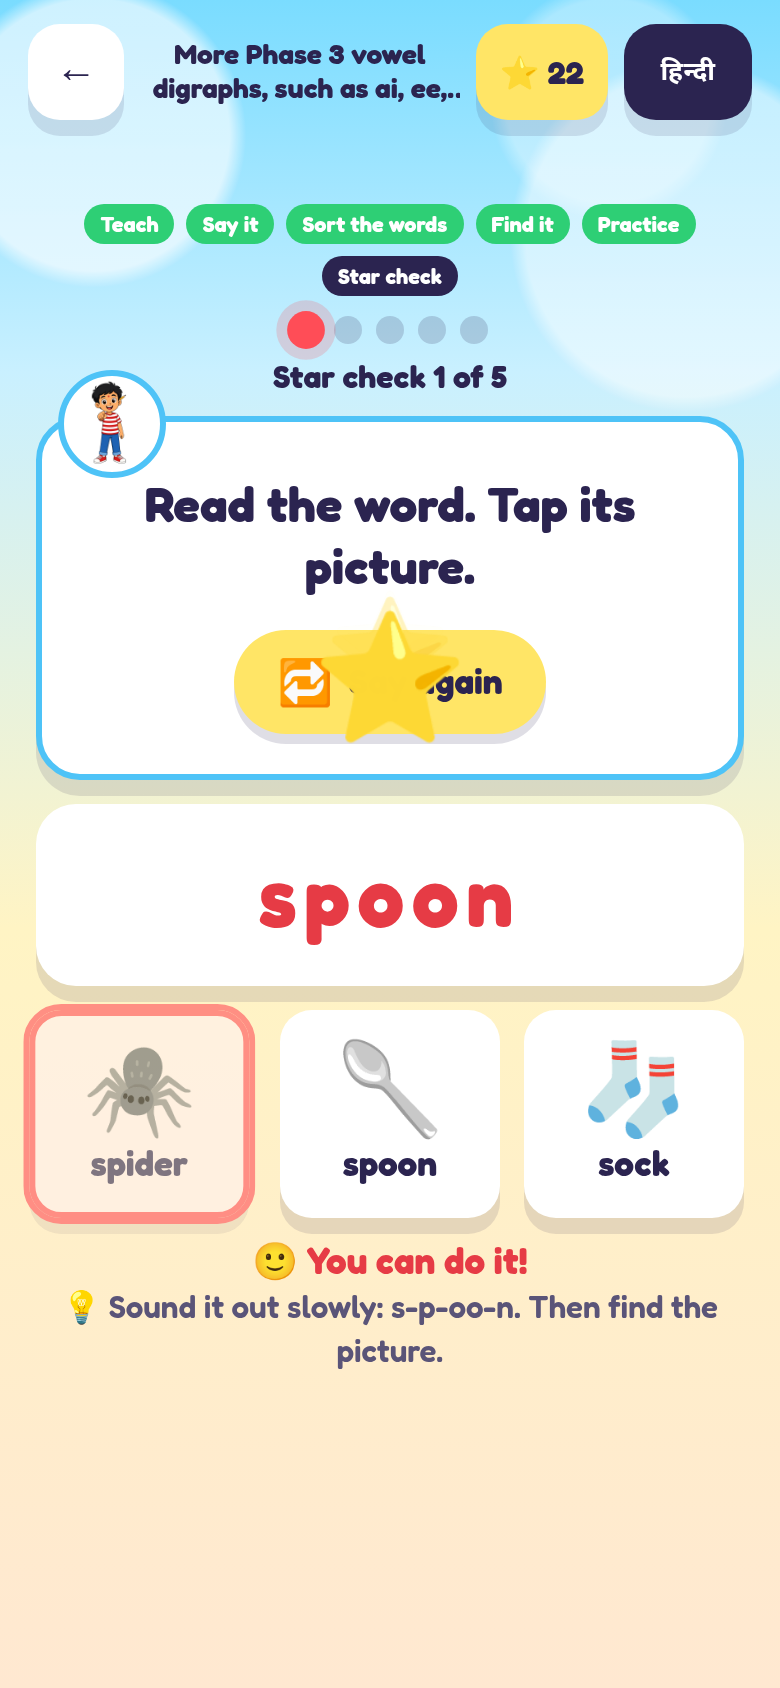 ←
More Phase 3 vowel
digraphs, such as ai, ee,..
22
हिन्दी
Teach
Say it
Sort the words
Find it
Practice
Star check
Star check 1 of 5
Read the word. Tap its
picture.
spoon
spider
spoon
sock
You can do it!
Sound it out slowly: s-p-oo-n. Then find the
picture.